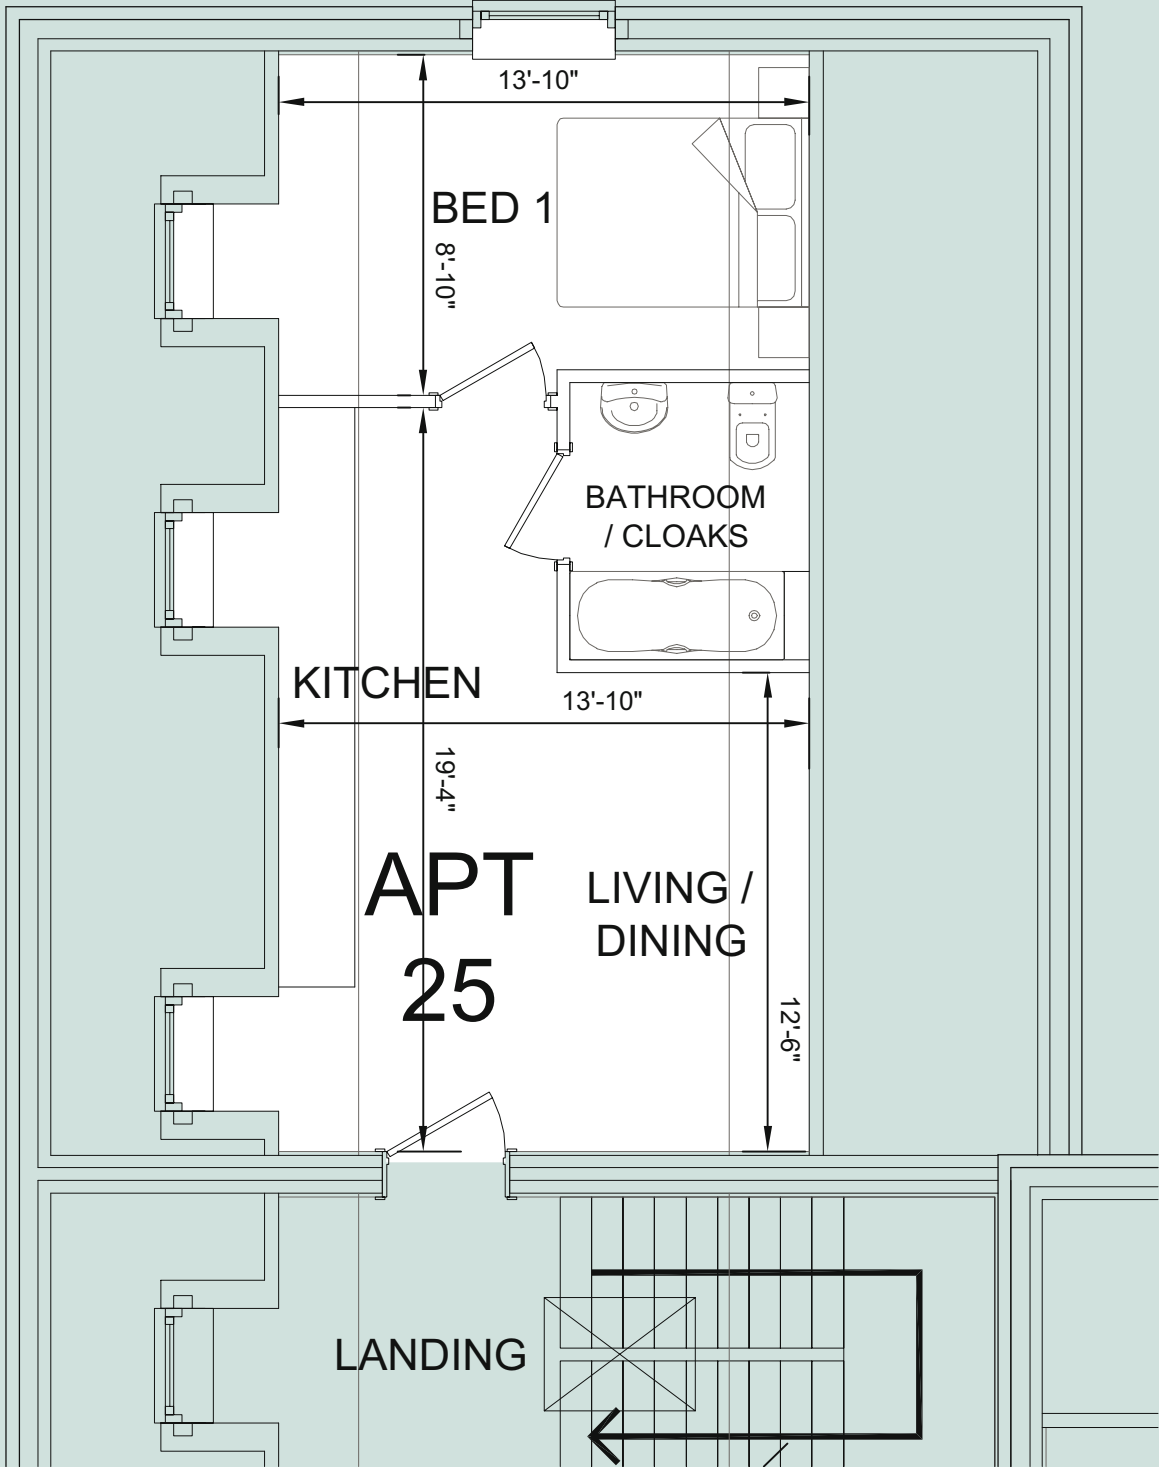 13'-10"
BED 1
8'-10"
BATHROOM
/ CLOAKS
KITCHEN
13'-10"
19'-4"
APT
25
LIVING /
DINING
12'-6"
LANDING